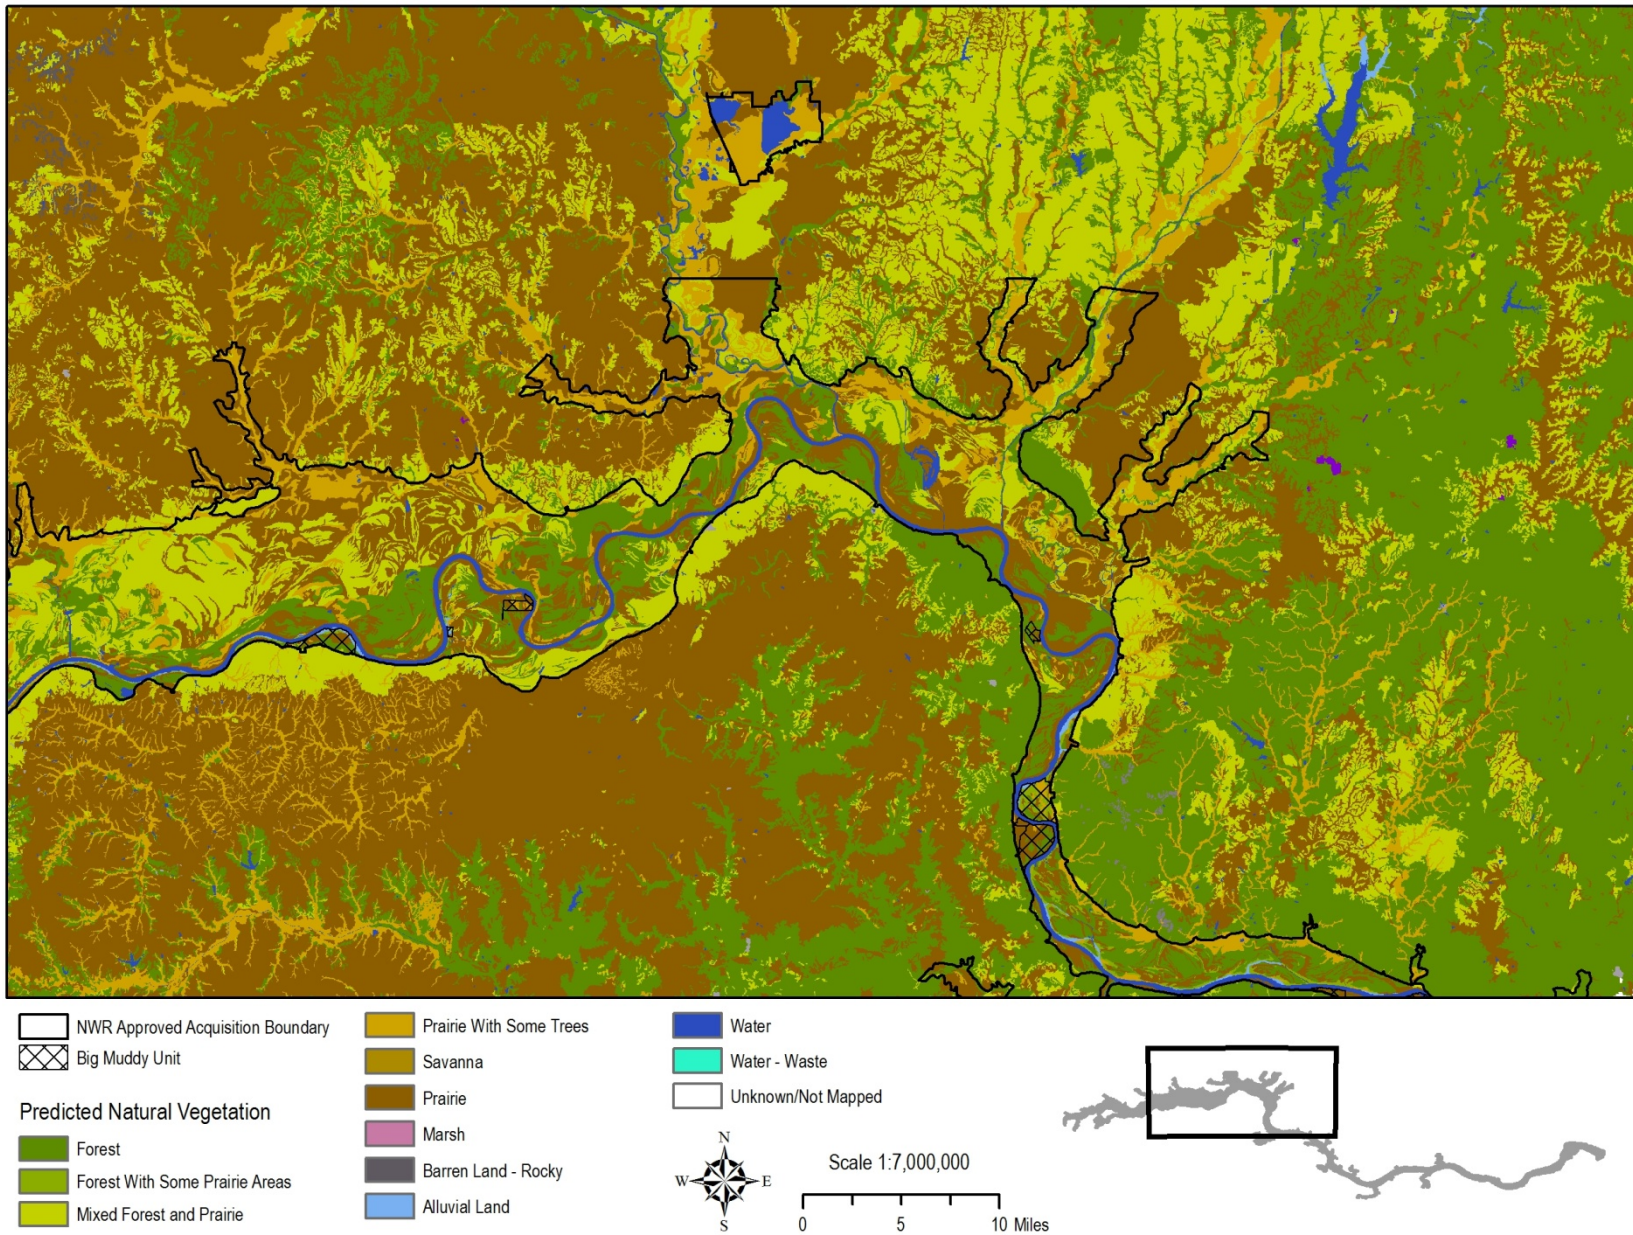 NWR Approved Acquisition Boundary
Big Muddy Unit
Predicted Natural Vegetation
Forest
Forest With Some Prairie Areas
Mixed Forest and Prairie
Prairie With Some Trees
Savanna
Prairie
Marsh
Barren Land - Rocky
Alluvial Land
Water
Water - Waste
Unknown/Not Mapped
N
W E
S
Scale 1:7,000,000
0 5 10 Miles